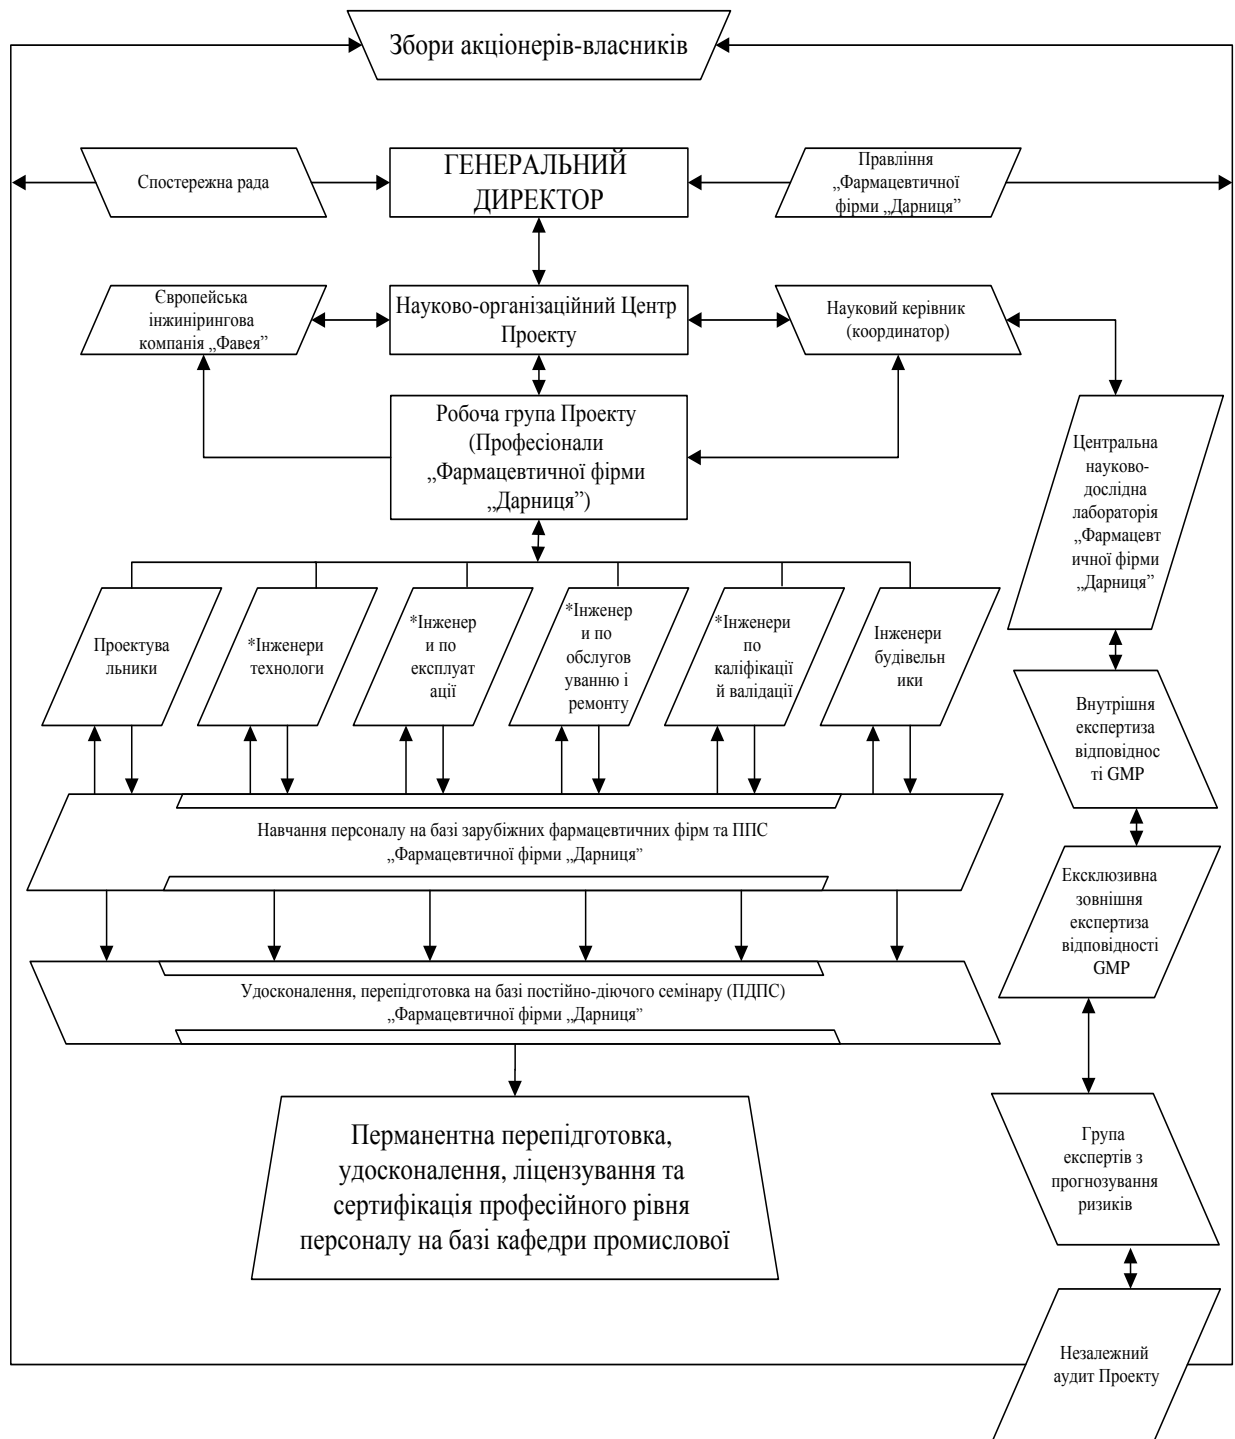 Збори акціонерів-власників
Спостережна рада
ГЕНЕРАЛЬНИЙ
ДИРЕКТОР
Правління
„Фармацевтичної
фірми „Дарниця”
Європейська
інжинірингова
компанія „Фавея”
Науково-організаційний Центр
Проекту
Науковий керівник
(координатор)
Робоча група Проекту
(Професіонали
„Фармацевтичної фірми
„Дарниця”)
Центральна
науково-
дослідна
лабораторія
„Фармацевт
ичної фірми
„Дарниця”
Проектува
льники
*Інженери
технологи
*Інженер
и по
експлуат
ації
*Інженер
и по
обслугов
уванню і
ремонту
*Інженери
по
каліфікації
й валідації
Інженери
будівельн
ики
Внутрішня
експертиза
відповіднос
ті GMP
Навчання персоналу на базі зарубіжних фармацевтичних фірм та ППС
„Фармацевтичної фірми „Дарниця”
Ексклюзивна
зовнішня
експертиза
відповідності
GMP
Удосконалення, перепідготовка на базі постійно-діючого семінару (ПДПС)
„Фармацевтичної фірми „Дарниця”
Перманентна перепідготовка,
удосконалення, ліцензування та
сертифікація професійного рівня
персоналу на базі кафедри промислової
Група
експертів з
прогнозування
ризиків
Незалежний
аудит Проекту